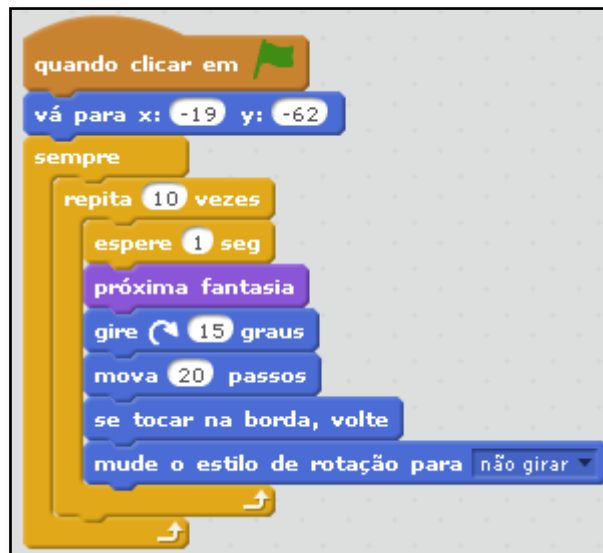 quando clicar em
vá para x: -19 y: -62
sempre
repita 10 vezes
espere 1 seg
próxima fantasia
gire 15 graus
mova 20 passos
se tocar na borda, volte
mude o estilo de rotação para não girar